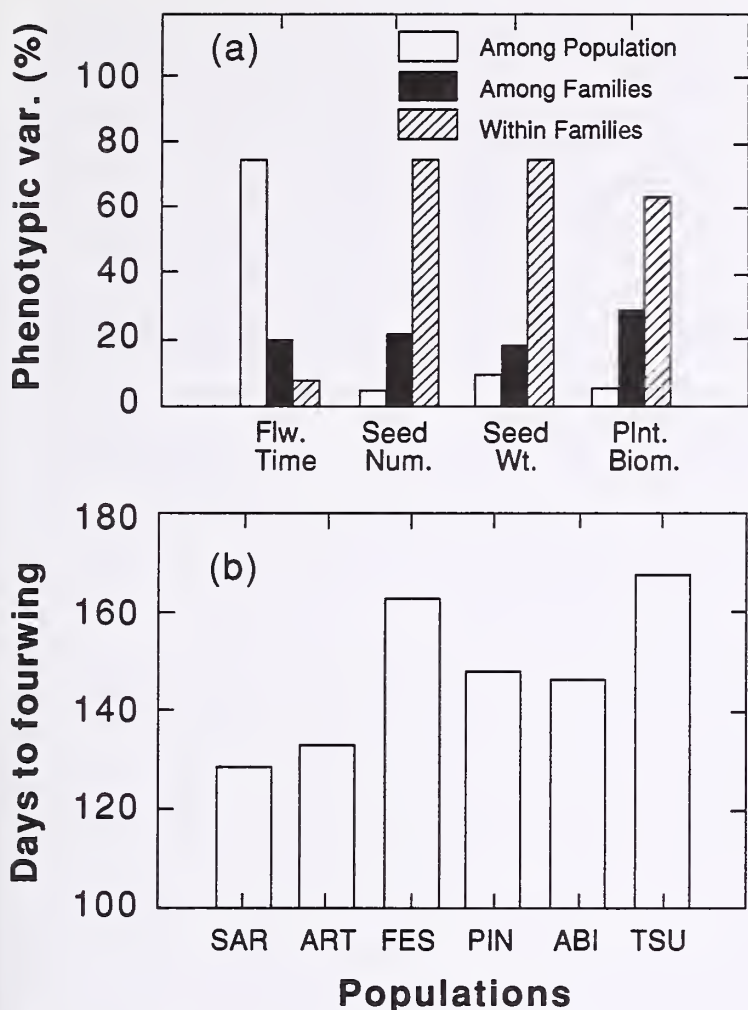 Phenotypic var. (%)
(a)
Among Population
Among Families
Within Families
100
80
60
40
20
0
Flw. Time
Seed Num.
Seed Wt.
Plnt. Biom.
Days to fourwing
(b)
180
160
140
120
100
SAR ART FES PIN ABI TSU
Populations